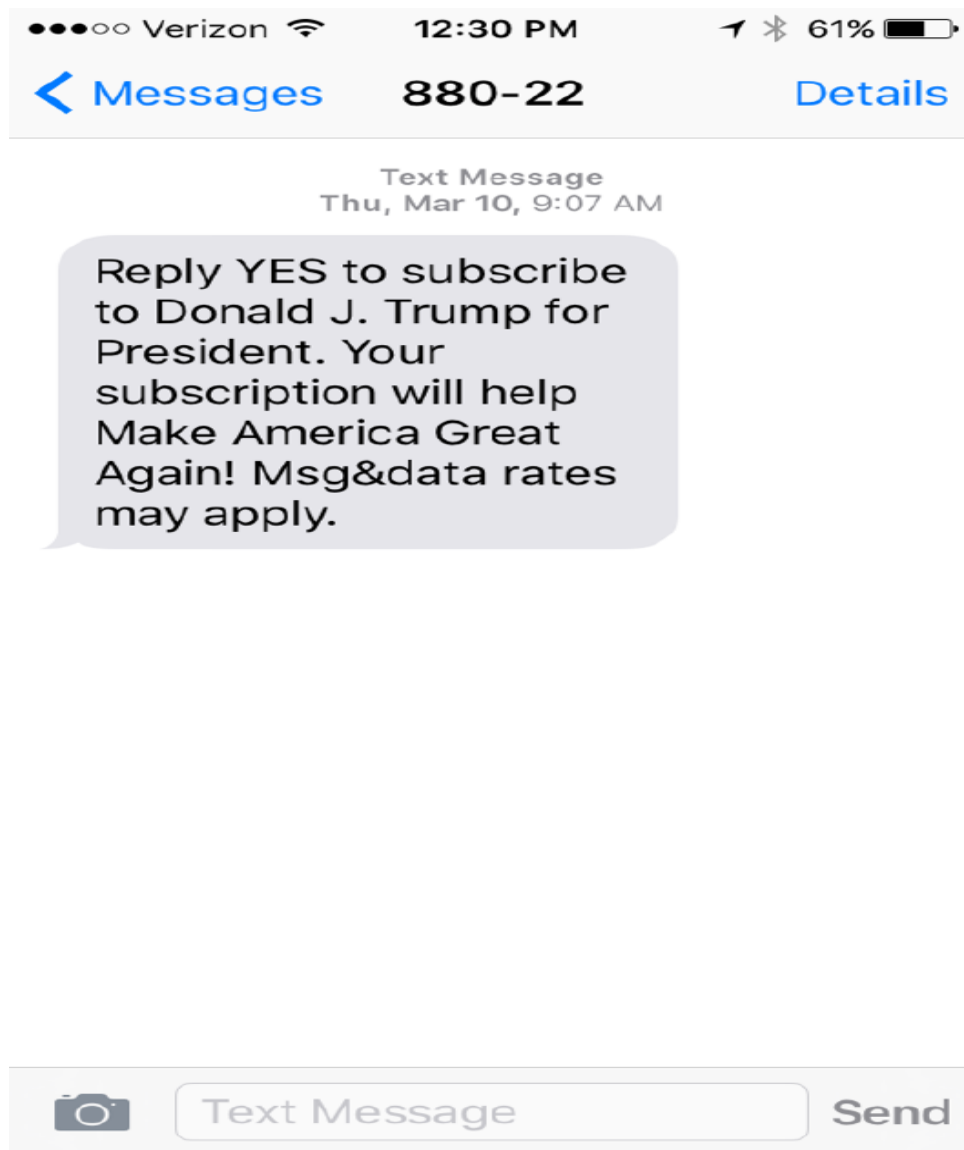 Verizon 12:30 PM 61%
Messages 880-22 Details
Text Message
Thu, Mar 10, 9:07 AM
Reply YES to subscribe
to Donald J. Trump for
President. Your
subscription will help
Make America Great
Again! Msg&data rates
may apply.
Text Message Send